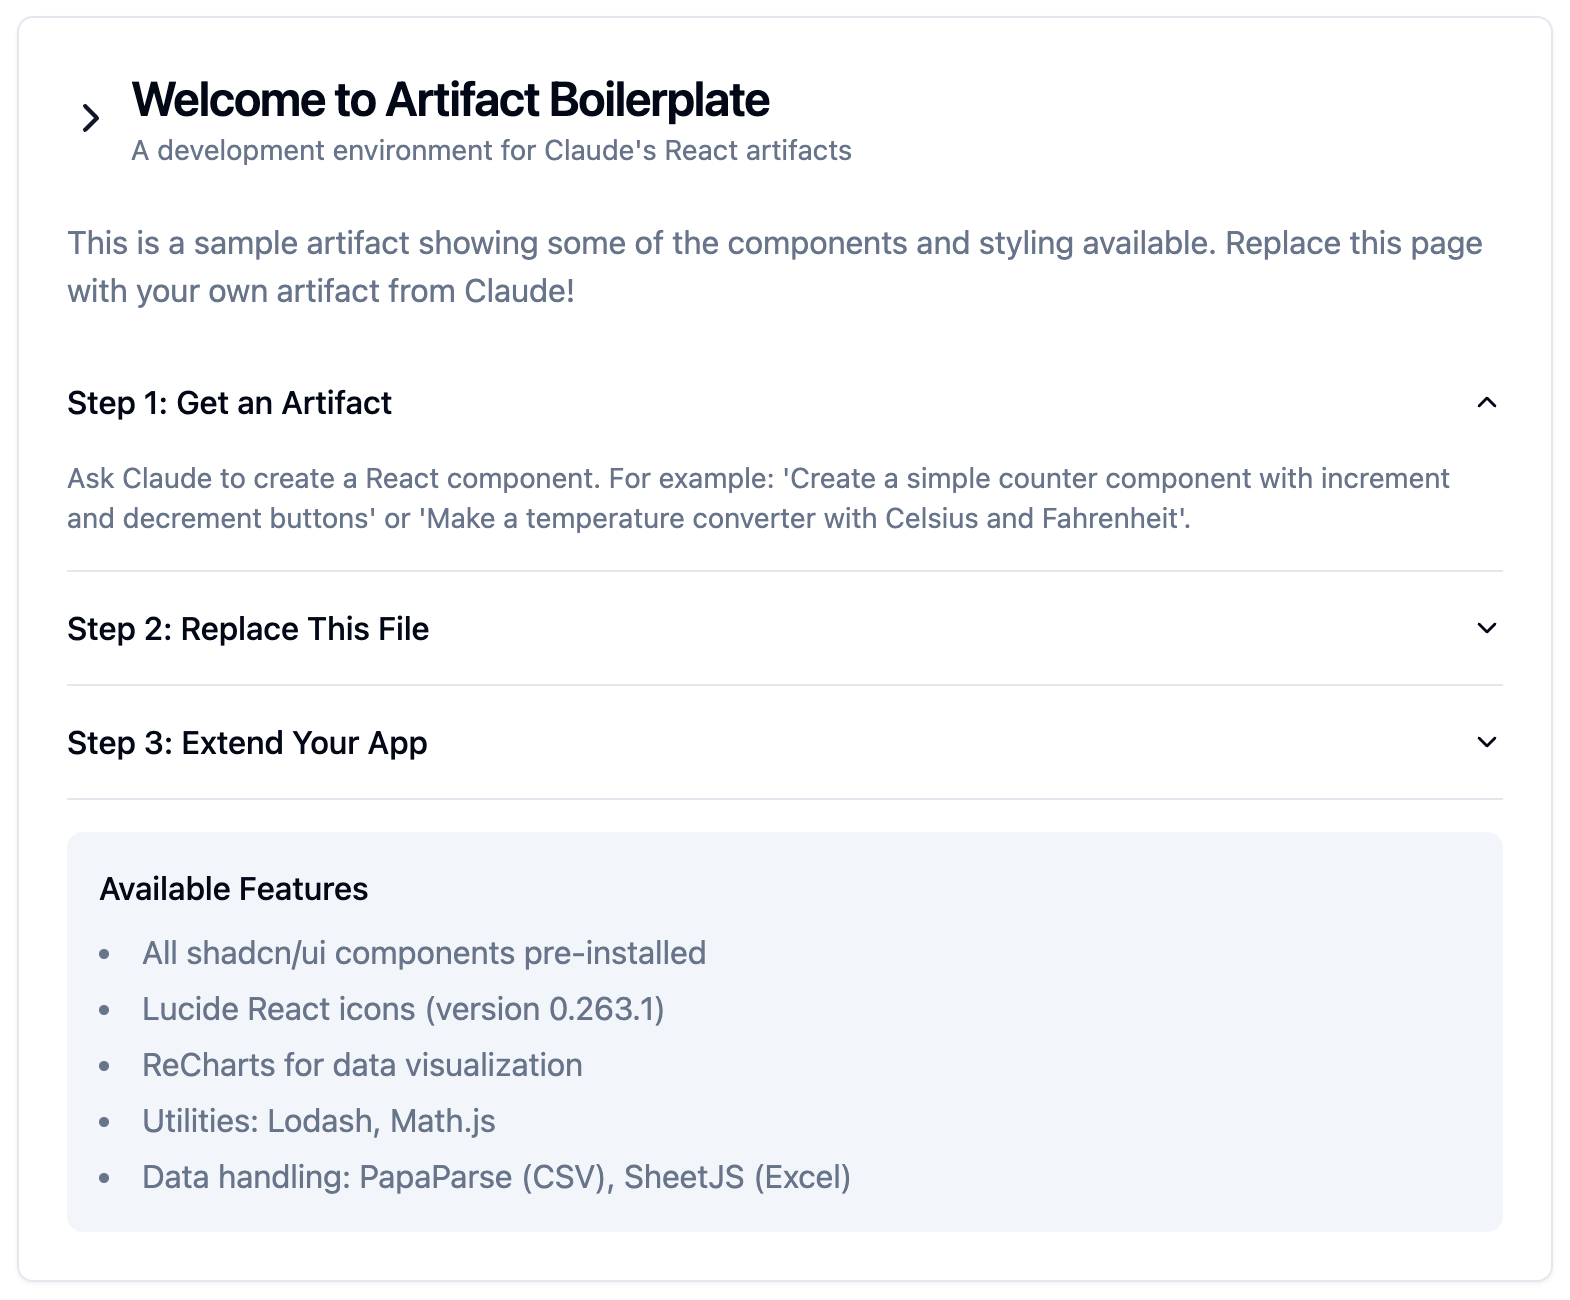 Welcome to Artifact Boilerplate
A development environment for Claude's React artifacts
This is a sample artifact showing some of the components and styling available. Replace this page
with your own artifact from Claude!
Step 1: Get an Artifact
Ask Claude to create a React component. For example: 'Create a simple counter component with increment
and decrement buttons' or 'Make a temperature converter with Celsius and Fahrenheit'.
Step 2: Replace This File
Step 3: Extend Your App
Available Features
• All shadcn/ui components pre-installed
• Lucide React icons (version 0.263.1)
• ReCharts for data visualization
• Utilities: Lodash, Math.js
• Data handling: PapaParse (CSV), SheetJS (Excel)